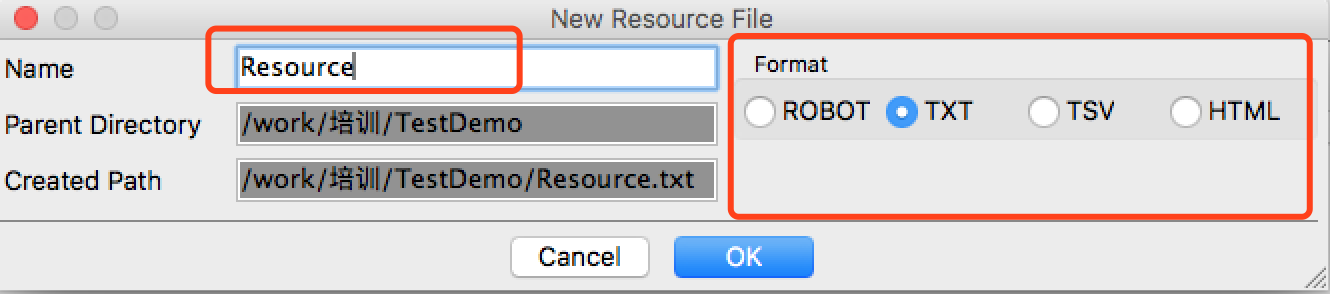 New Resource File
Name Resource
Format
ROBOT TXT TSV HTML
Parent Directory /work/培训/TestDemo
Created Path /work/培训/TestDemo/Resource.txt
Cancel OK